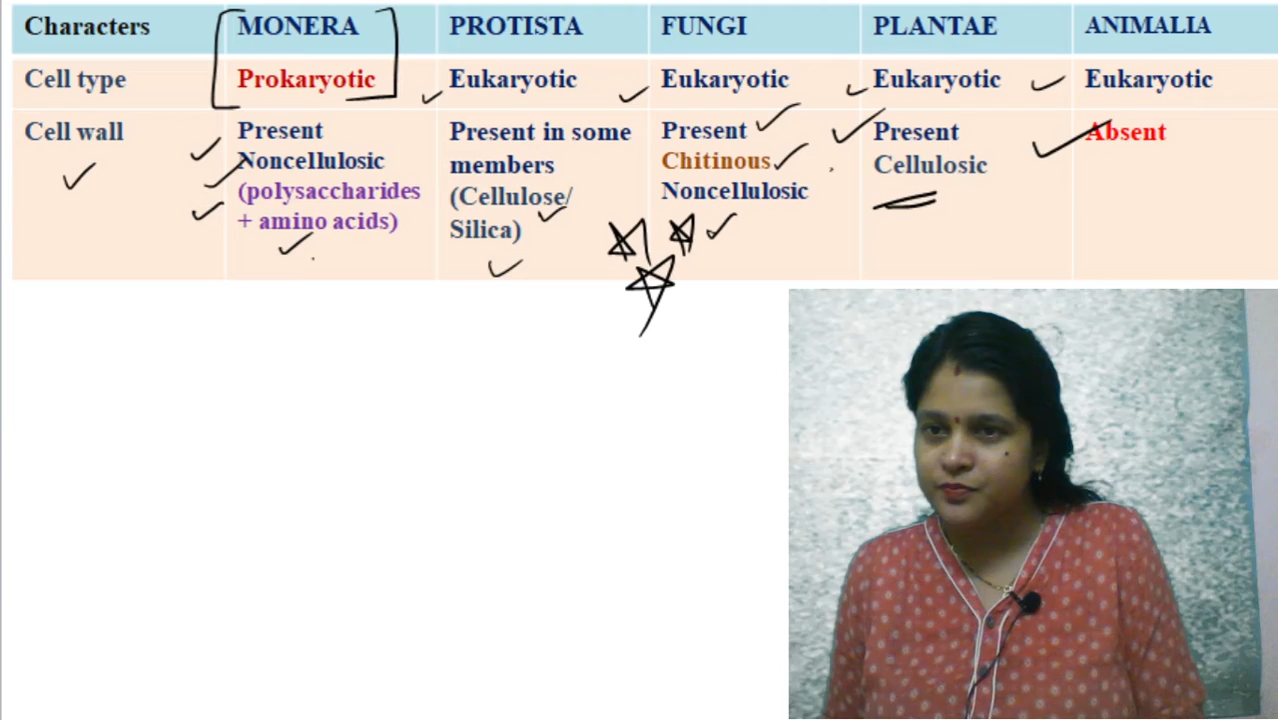 Characters MONERA PROTISTA FUNGI PLANTAE ANIMALIA
Cell type Prokaryotic Eukaryotic Eukaryotic Eukaryotic Eukaryotic
Cell wall
Present
Noncellulosic
(polysaccharides
+ amino acids)
Present in some
members
(Cellulose/
Silica)
Present
Chitinous
Noncellulosic
Present
Cellulosic
Absent